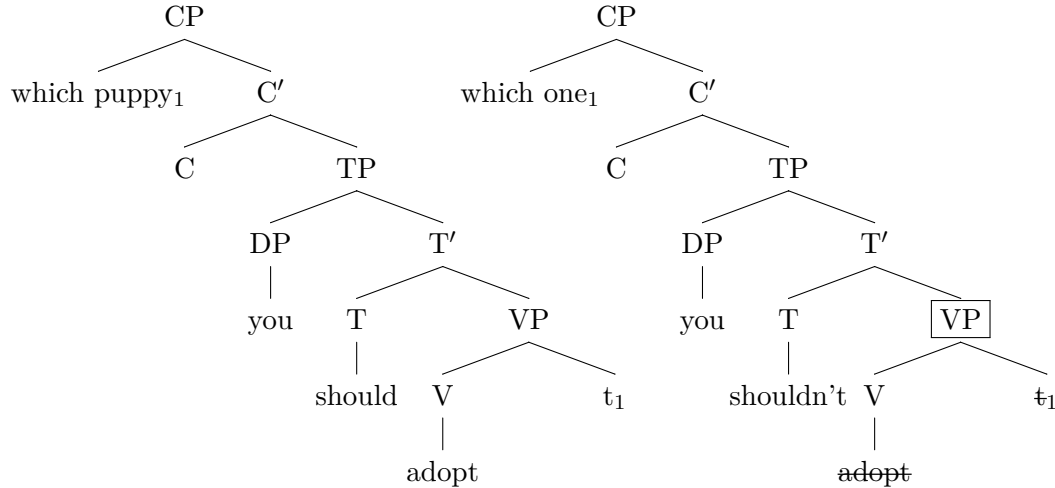 CP CP
which puppy₁ C′ which one₁ C′
C TP C TP
DP T′ DP T′
you T VP you T VP
should V t₁ shouldn't V t₁
adopt adopt